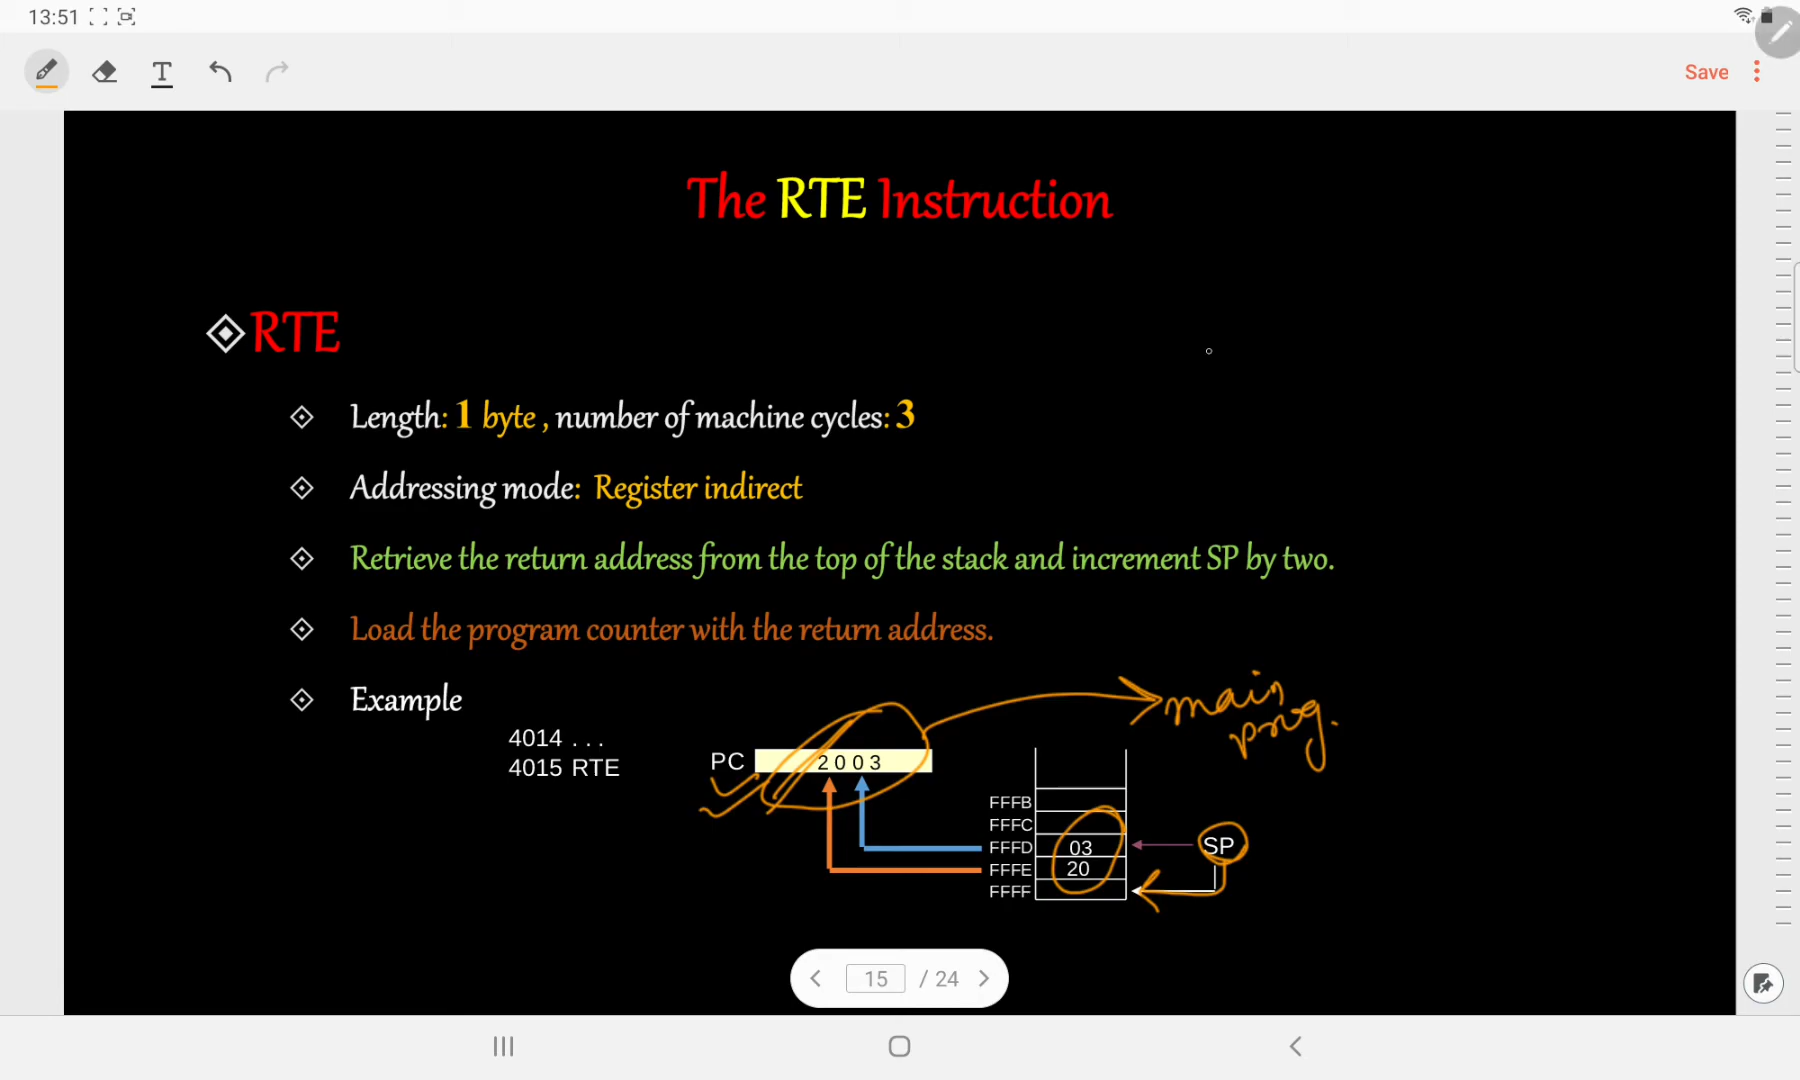 13:51
Save
The RTE Instruction
RTE
Length: 1 byte , number of machine cycles: 3
Addressing mode: Register indirect
Retrieve the return address from the top of the stack and increment SP by two.
Load the program counter with the return address.
Example
4014 . . .
4015 RTE
PC 2 0 0 3
main
prog.
FFFB
FFFC
FFFD 03
FFFE 20
FFFF
SP
15 / 24